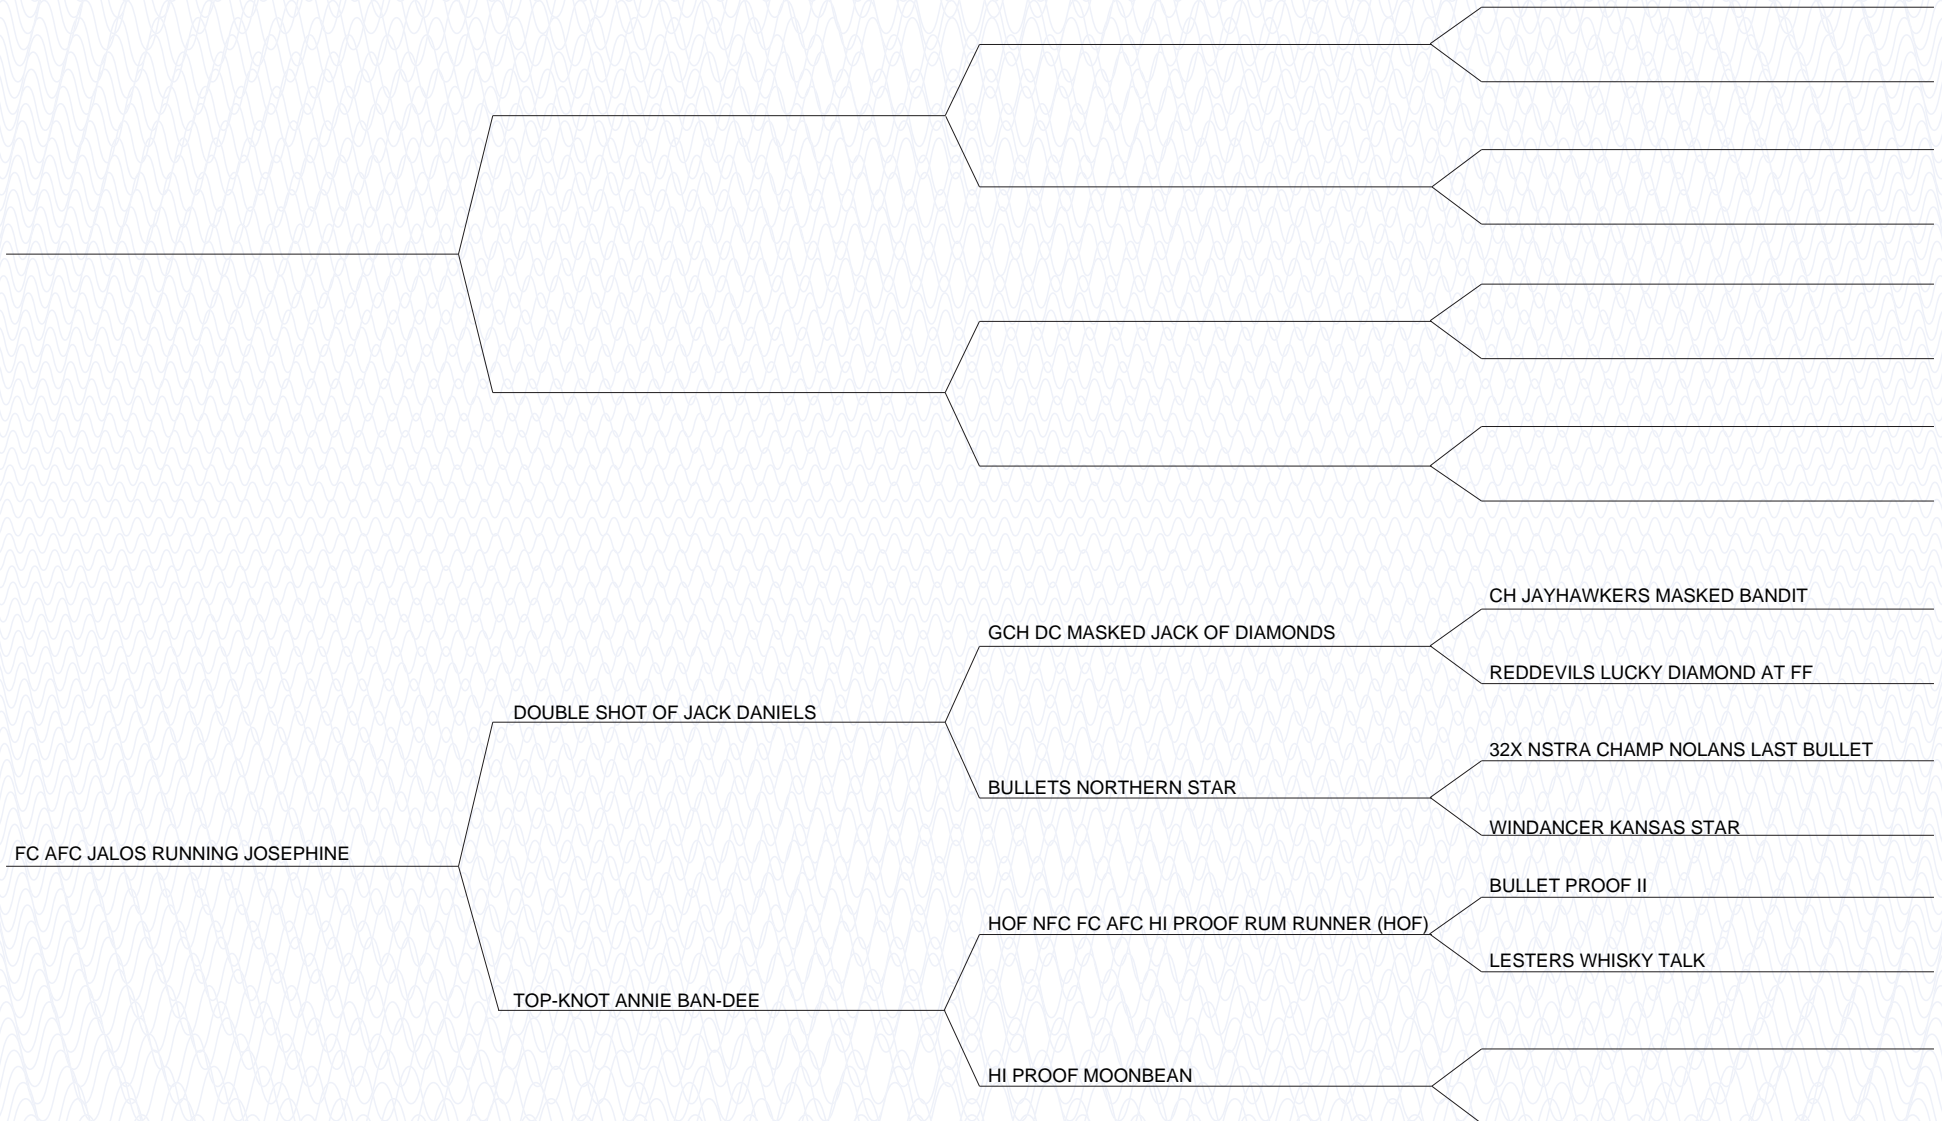 CH JAYHAWKERS MASKED BANDIT
GCH DC MASKED JACK OF DIAMONDS
REDDEVILS LUCKY DIAMOND AT FF
DOUBLE SHOT OF JACK DANIELS
32X NSTRA CHAMP NOLANS LAST BULLET
BULLETS NORTHERN STAR
WINDANCER KANSAS STAR
FC AFC JALOS RUNNING JOSEPHINE
BULLET PROOF II
HOF NFC FC AFC HI PROOF RUM RUNNER (HOF)
LESTERS WHISKY TALK
TOP-KNOT ANNIE BAN-DEE
HI PROOF MOONBEAN